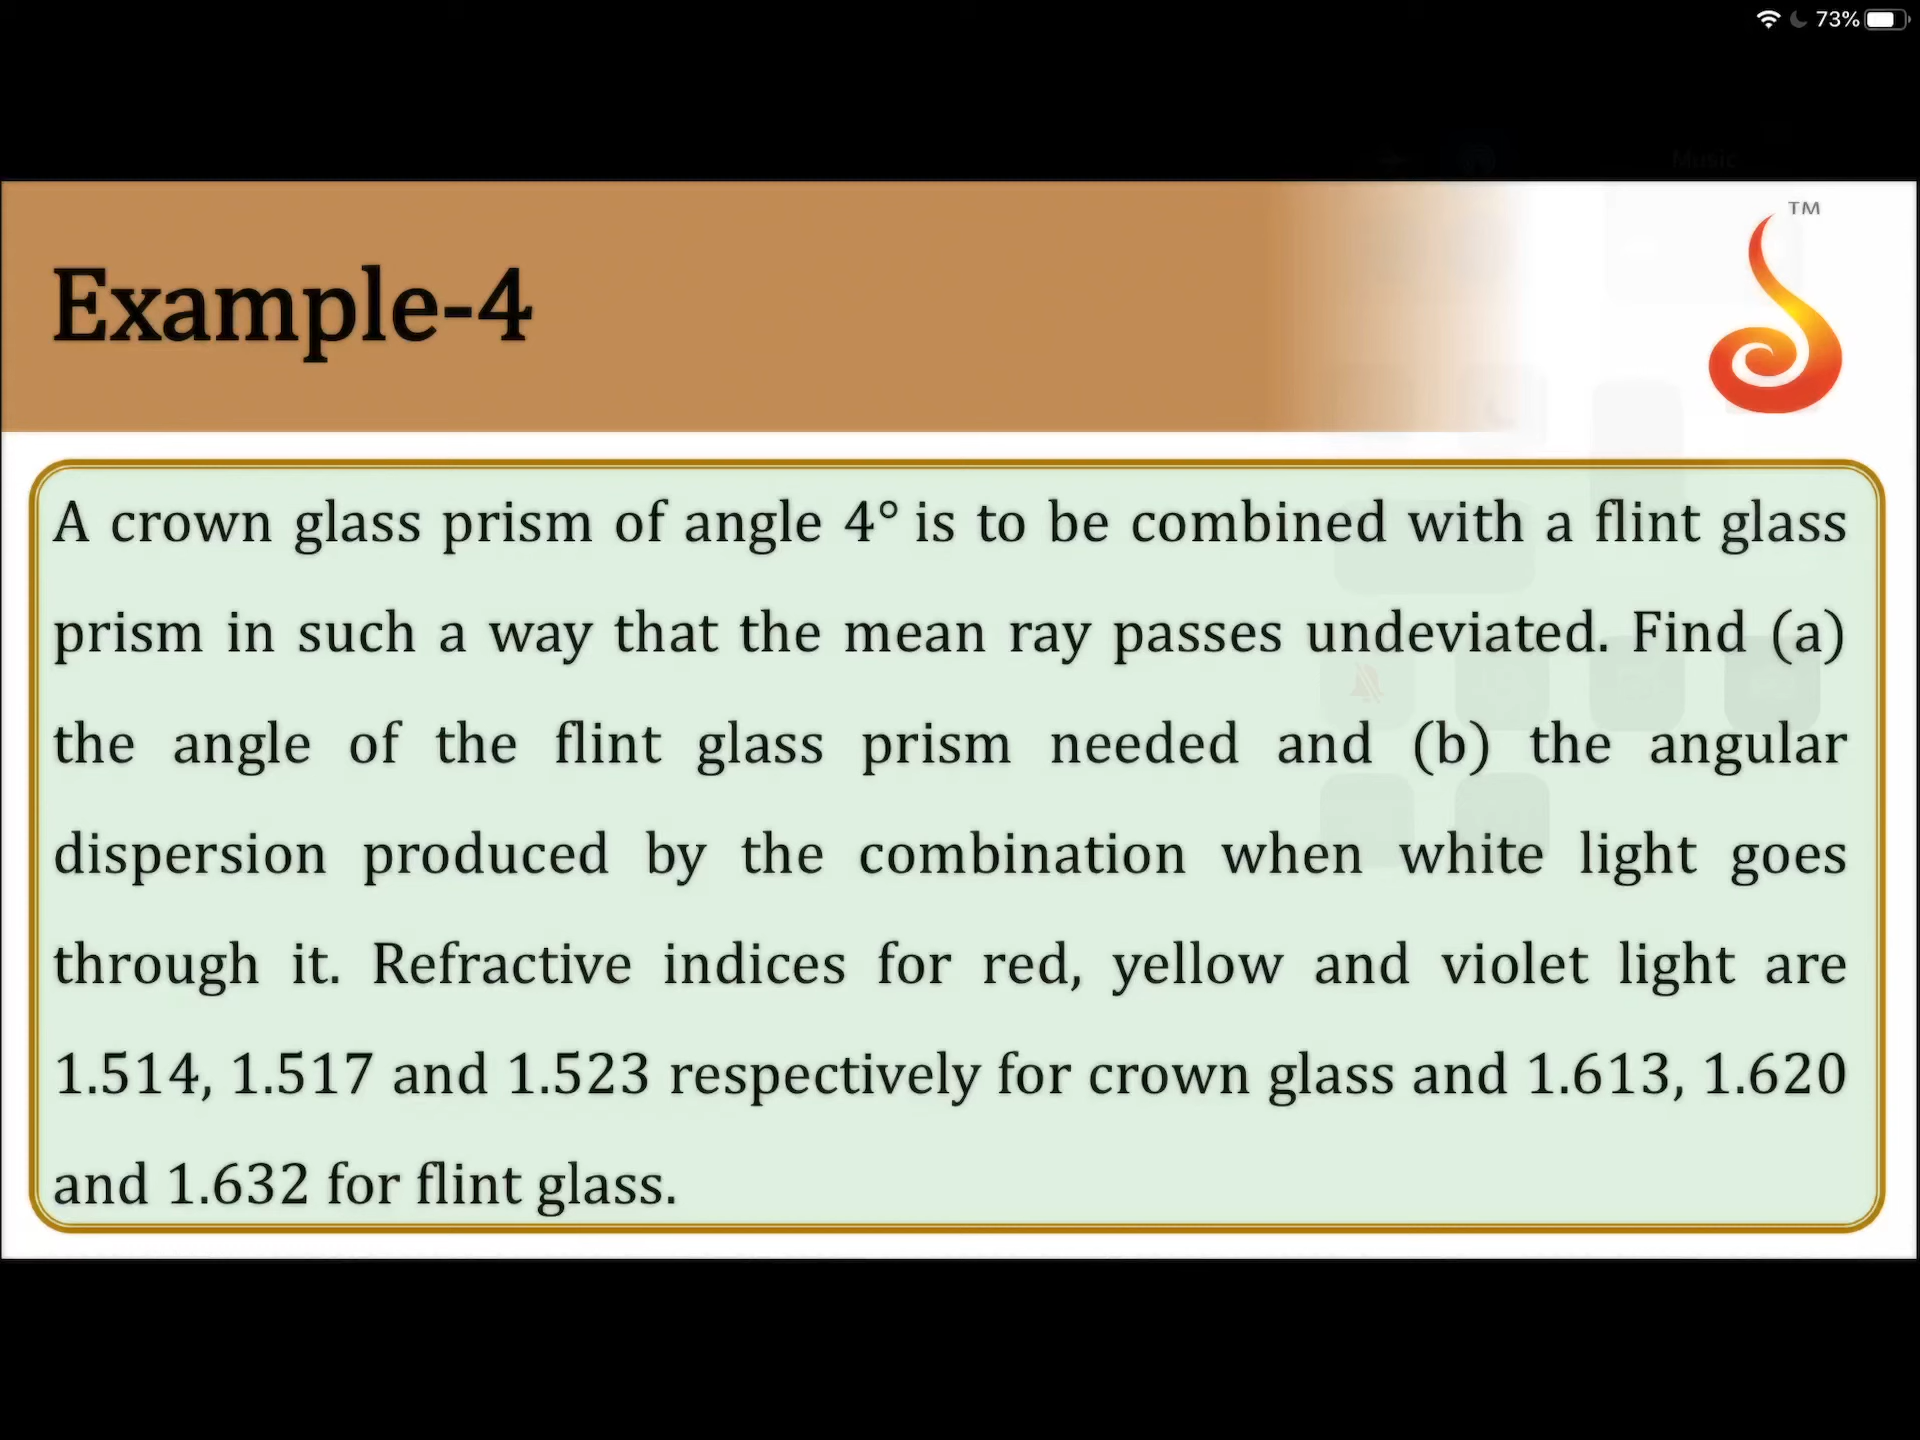 73%
Music
TM
Example-4
A crown glass prism of angle 4° is to be combined with a flint glass
prism in such a way that the mean ray passes undeviated. Find (a)
the angle of the flint glass prism needed and (b) the angular
dispersion produced by the combination when white light goes
through it. Refractive indices for red, yellow and violet light are
1.514, 1.517 and 1.523 respectively for crown glass and 1.613, 1.620
and 1.632 for flint glass.